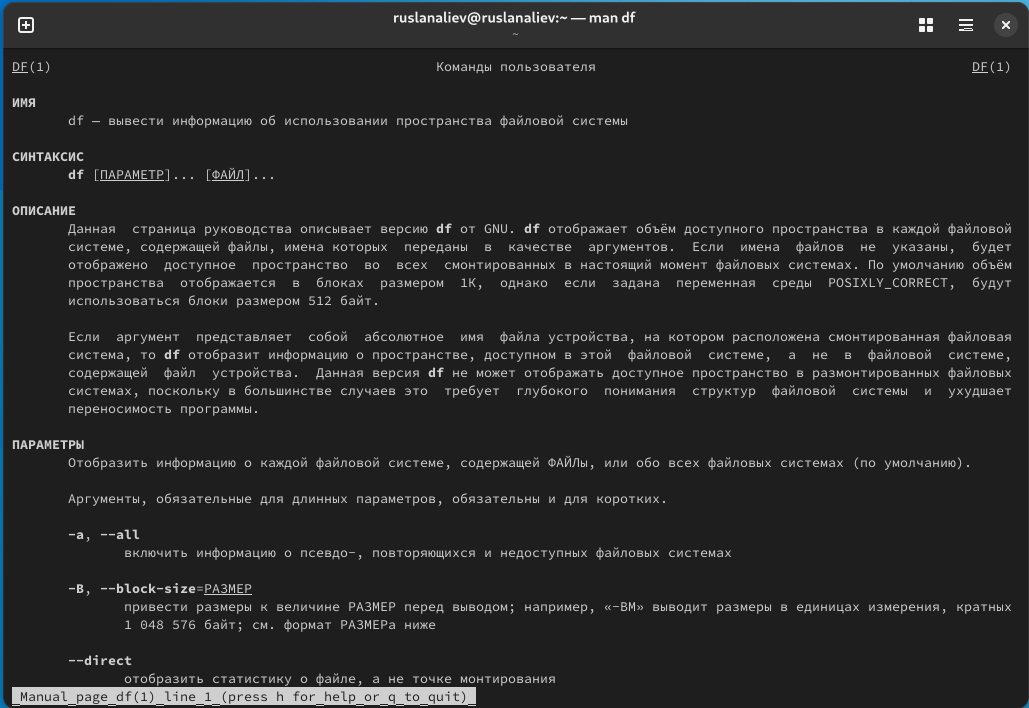 ruslanaliev@ruslanaliev:~ — man df
~
DF(1) Команды пользователя DF(1)
ИМЯ
df — вывести информацию об использовании пространства файловой системы
СИНТАКСИС
df [ПАРАМЕТР]... [ФАЙЛ]...
ОПИСАНИЕ
Данная страница руководства описывает версию df от GNU. df отображает объём доступного пространства в каждой файловой
системе, содержащей файлы, имена которых переданы в качестве аргументов. Если имена файлов не указаны, будет
отображено доступное пространство во всех смонтированных в настоящий момент файловых системах. По умолчанию объём
пространства отображается в блоках размером 1K, однако если задана переменная среды POSIXLY_CORRECT, будут
использоваться блоки размером 512 байт.
Если аргумент представляет собой абсолютное имя файла устройства, на котором расположена смонтированная файловая
система, то df отобразит информацию о пространстве, доступном в этой файловой системе, а не в файловой системе,
содержащей файл устройства. Данная версия df не может отображать доступное пространство в размонтированных файловых
системах, поскольку в большинстве случаев это требует глубокого понимания структур файловой системы и ухудшает
переносимость программы.
ПАРАМЕТРЫ
Отобразить информацию о каждой файловой системе, содержащей ФАЙЛы, или обо всех файловых системах (по умолчанию).
Аргументы, обязательные для длинных параметров, обязательны и для коротких.
-a, --all
включить информацию о псевдо-, повторяющихся и недоступных файловых системах
-B, --block-size=РАЗМЕР
привести размеры к величине РАЗМЕР перед выводом; например, «-BM» выводит размеры в единицах измерения, кратных
1 048 576 байт; см. формат РАЗМЕРа ниже
--direct
отобразить статистику о файле, а не точке монтирования
Manual page df(1) line 1 (press h for help or q to quit)